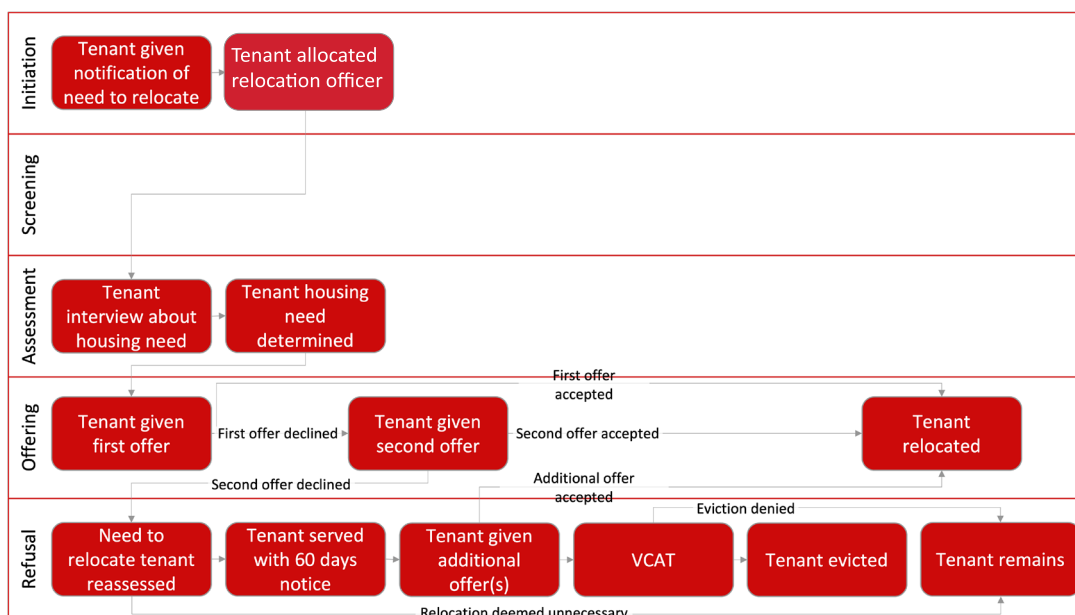 Initiation
Tenant given
notification of
need to relocate
Tenant allocated
relocation officer
Screening
Assessment
Tenant
interview about
housing need
Tenant housing
need
determined
Offering
First offer
accepted
Tenant given
first offer
First offer declined
Tenant given
second offer
Second offer accepted
Tenant
relocated
Second offer declined
Additional offer
accepted
Refusal
Eviction denied
Need to
relocate tenant
reassessed
Tenant served
with 60 days
notice
Tenant given
additional
offer(s)
VCAT
Tenant evicted
Tenant remains
Relocation deemed unnecessary